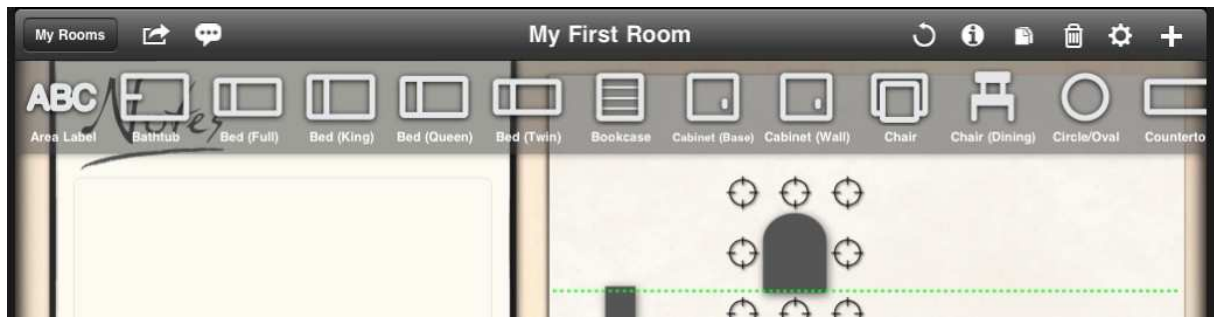 My Rooms
My First Room
ABC
Notes
Area Label
Bathtub
Bed (Full)
Bed (King)
Bed (Queen)
Bed (Twin)
Bookcase
Cabinet (Base)
Cabinet (Wall)
Chair
Chair (Dining)
Circle/Oval
Counterto